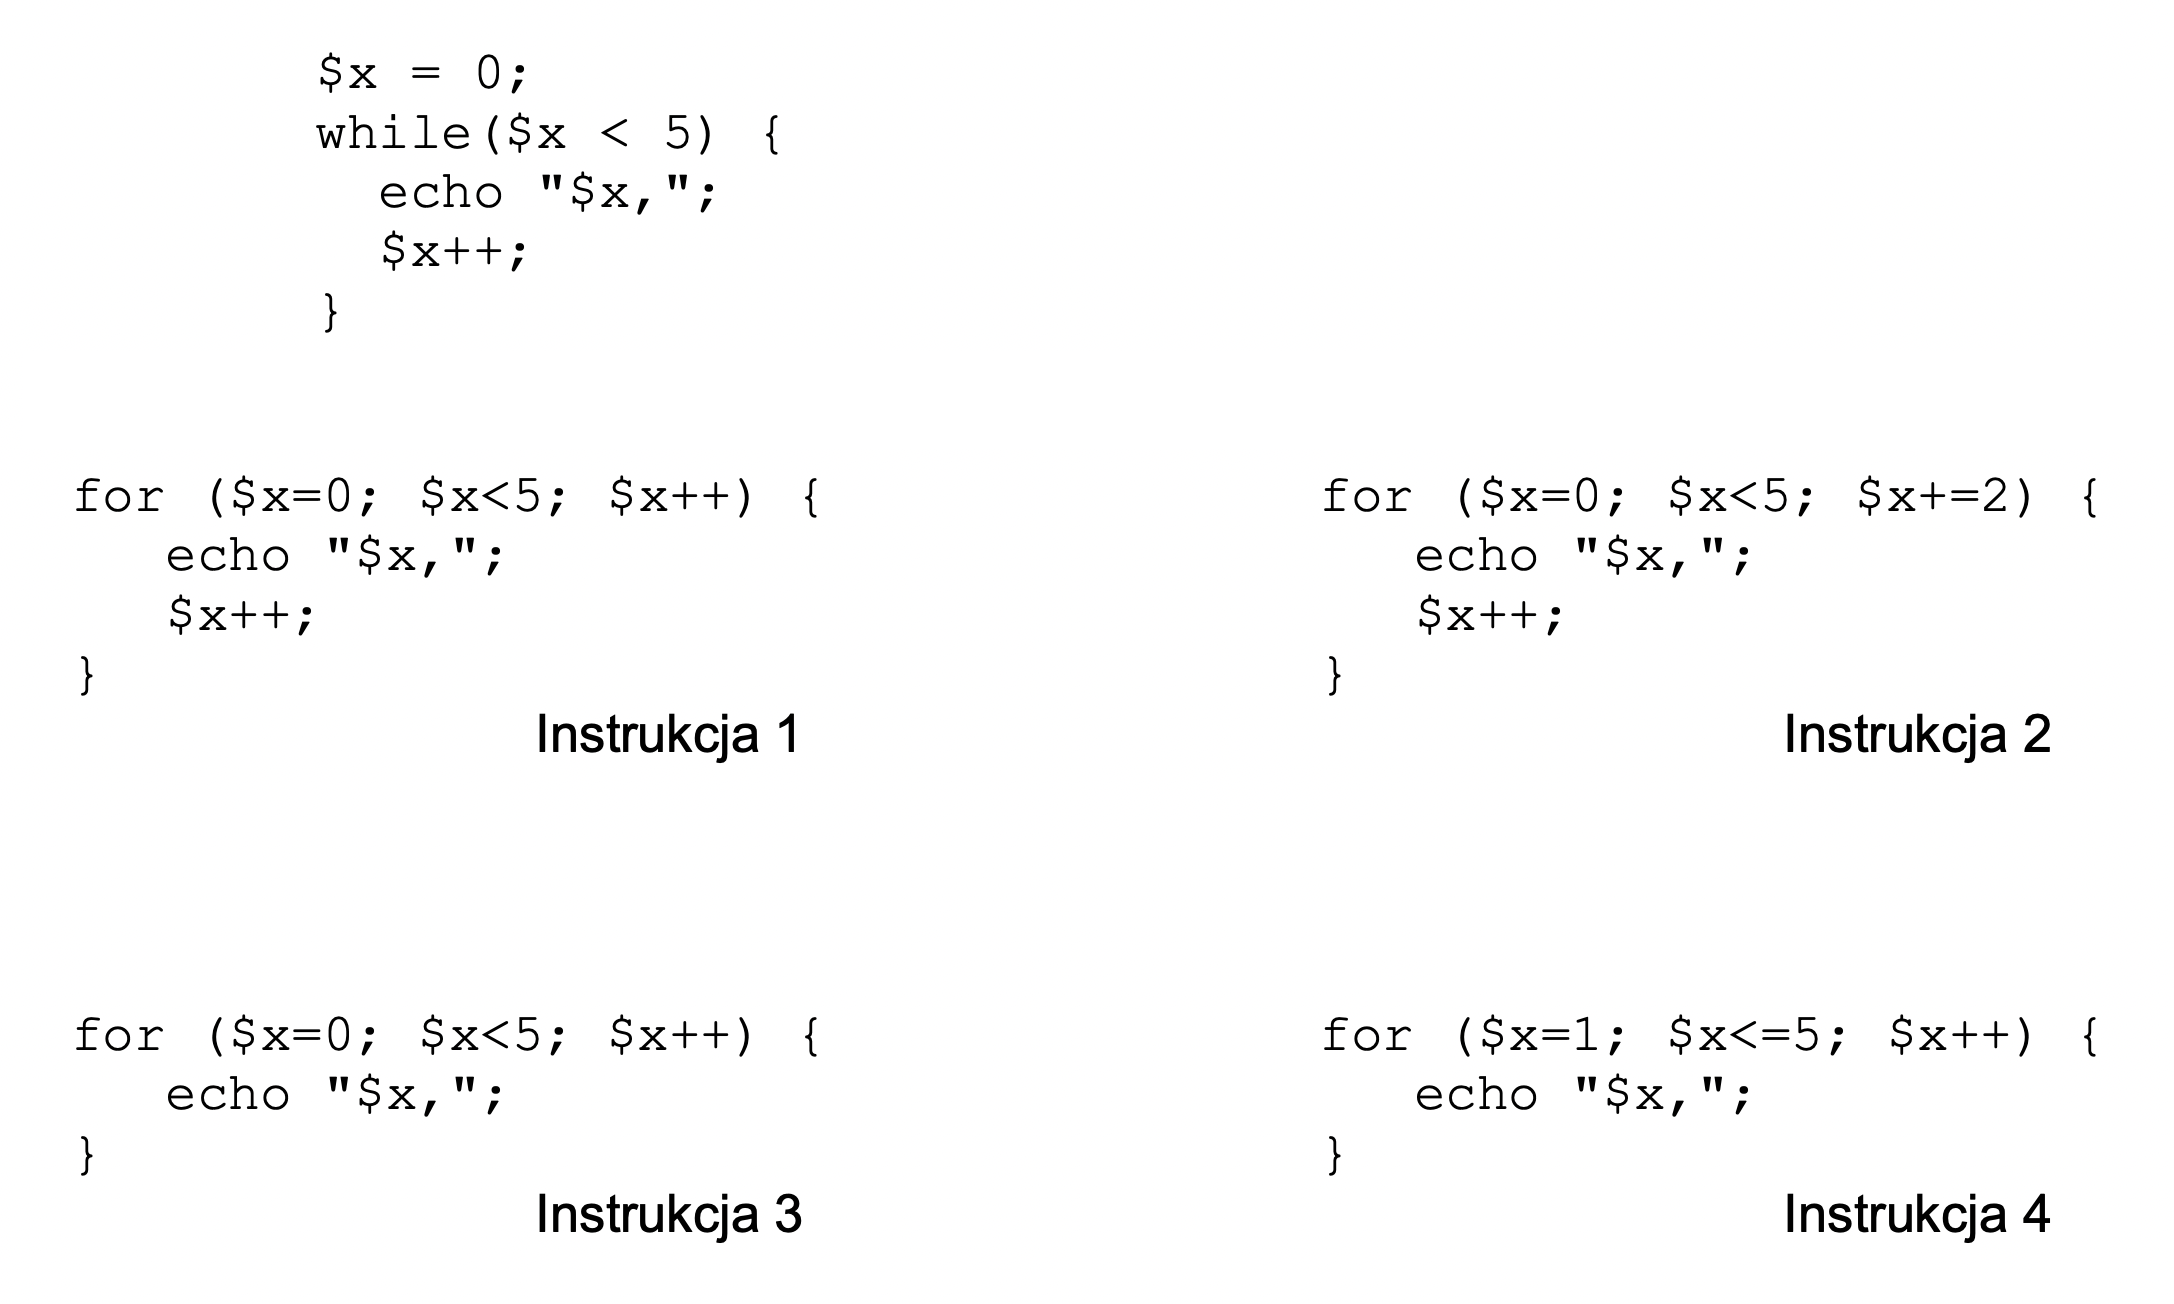 $x = 0;
while($x < 5) {
echo "$x,";
$x++;
}
for ($x=0; $x<5; $x++) {
echo "$x,";
$x++;
}
Instrukcja 1
for ($x=0; $x<5; $x+=2) {
echo "$x,";
$x++;
}
Instrukcja 2
for ($x=0; $x<5; $x++) {
echo "$x,";
}
Instrukcja 3
for ($x=1; $x<=5; $x++) {
echo "$x,";
}
Instrukcja 4